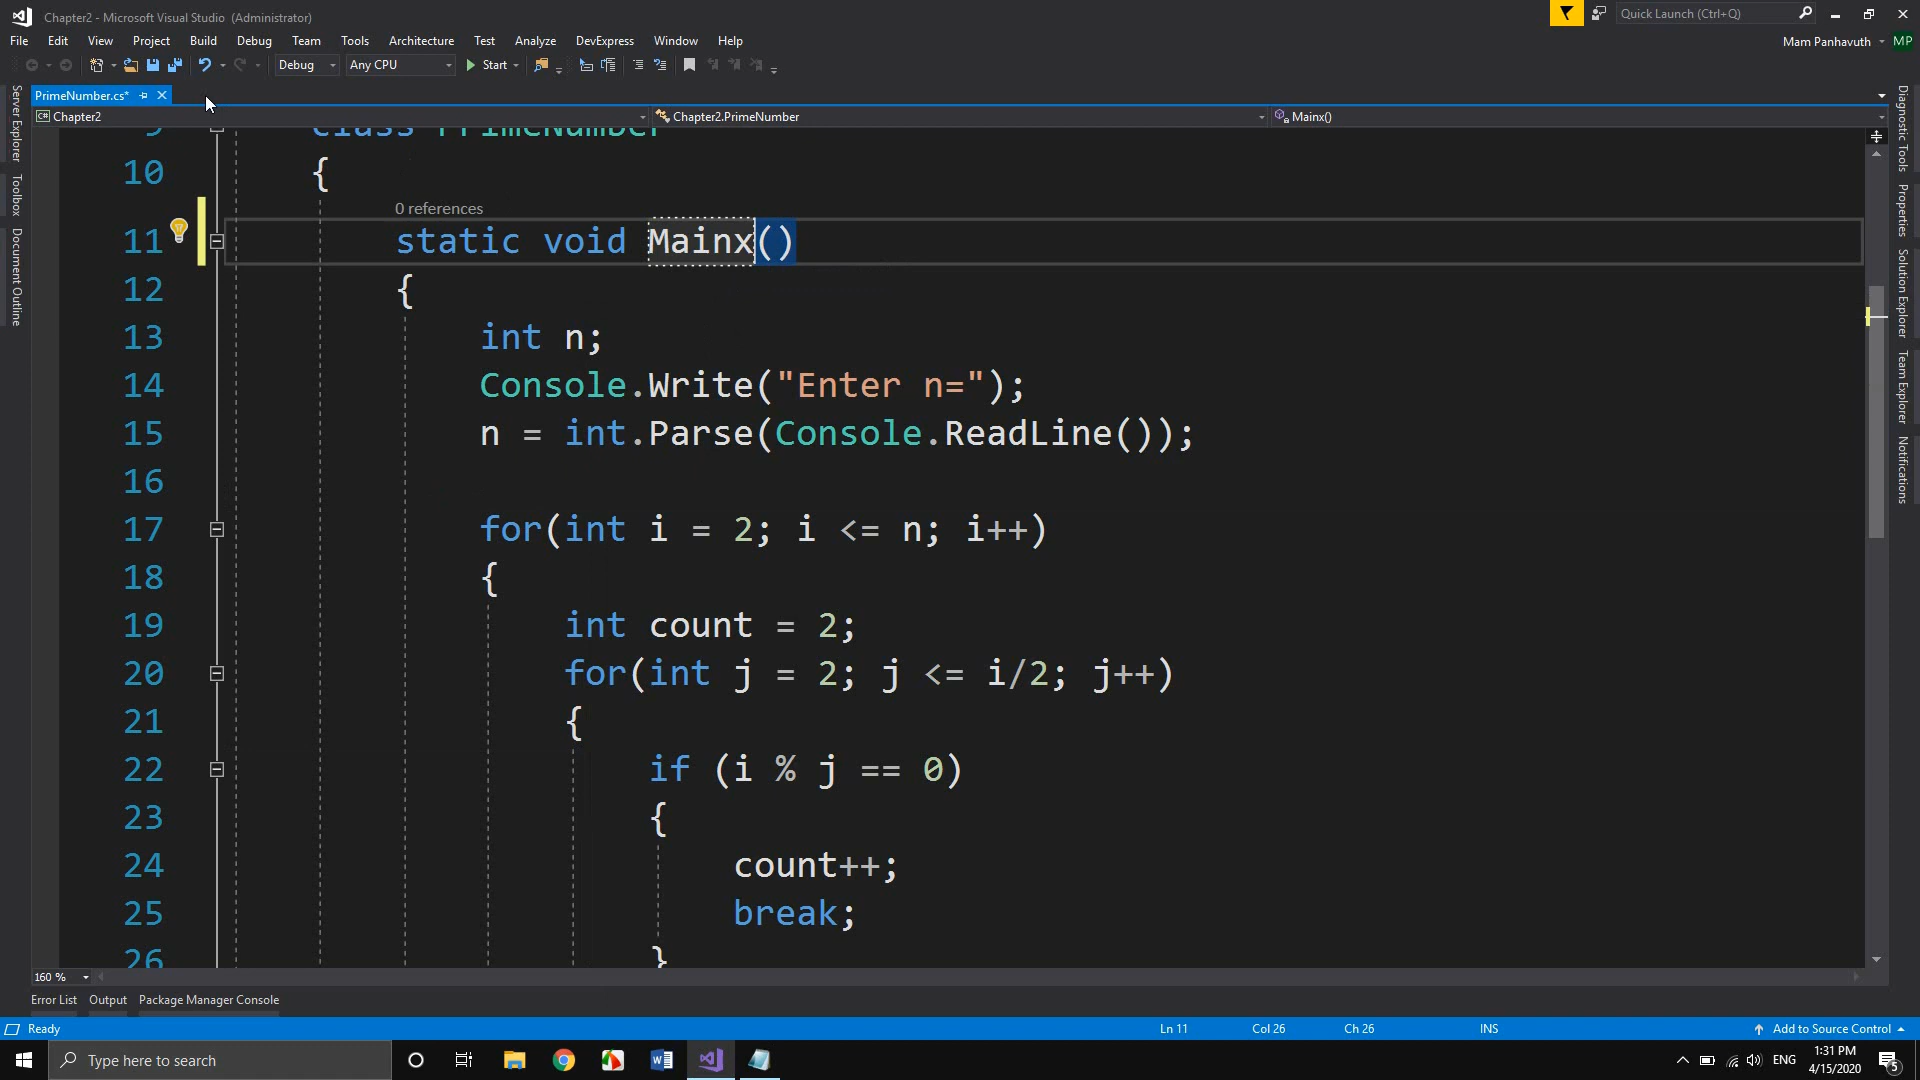 Chapter2 - Microsoft Visual Studio (Administrator)
Quick Launch (Ctrl+Q)
File Edit View Project Build Debug Team Tools Architecture Test Analyze DevExpress Window Help
Mam Panhavuth MP
Debug Any CPU Start
PrimeNumber.cs*
C# Chapter2 Chapter2.PrimeNumber Mainx()
Server Explorer
Toolbox
Document Outline
Diagnostic Tools
Properties
Solution Explorer
Team Explorer
Notifications
9 class PrimeNumber
10 {
0 references
11 static void Mainx()
12 {
13 int n;
14 Console.Write("Enter n=");
15 n = int.Parse(Console.ReadLine());
16
17 for(int i = 2; i <= n; i++)
18 {
19 int count = 2;
20 for(int j = 2; j <= i/2; j++)
21 {
22 if (i % j == 0)
23 {
24 count++;
25 break;
26 }
160 %
Error List Output Package Manager Console
Ready Ln 11 Col 26 Ch 26 INS Add to Source Control
Type here to search
ENG 1:31 PM
4/15/2020
5